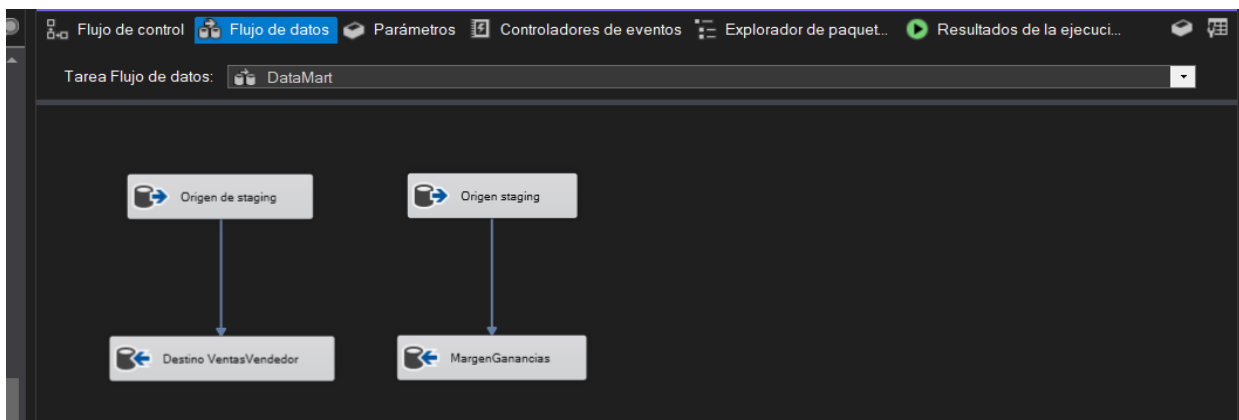 Flujo de control Flujo de datos Parámetros Controladores de eventos Explorador de paquet... Resultados de la ejecuci...
Tarea Flujo de datos: DataMart
Origen de staging Origen staging
Destino VentasVendedor MargenGanancias